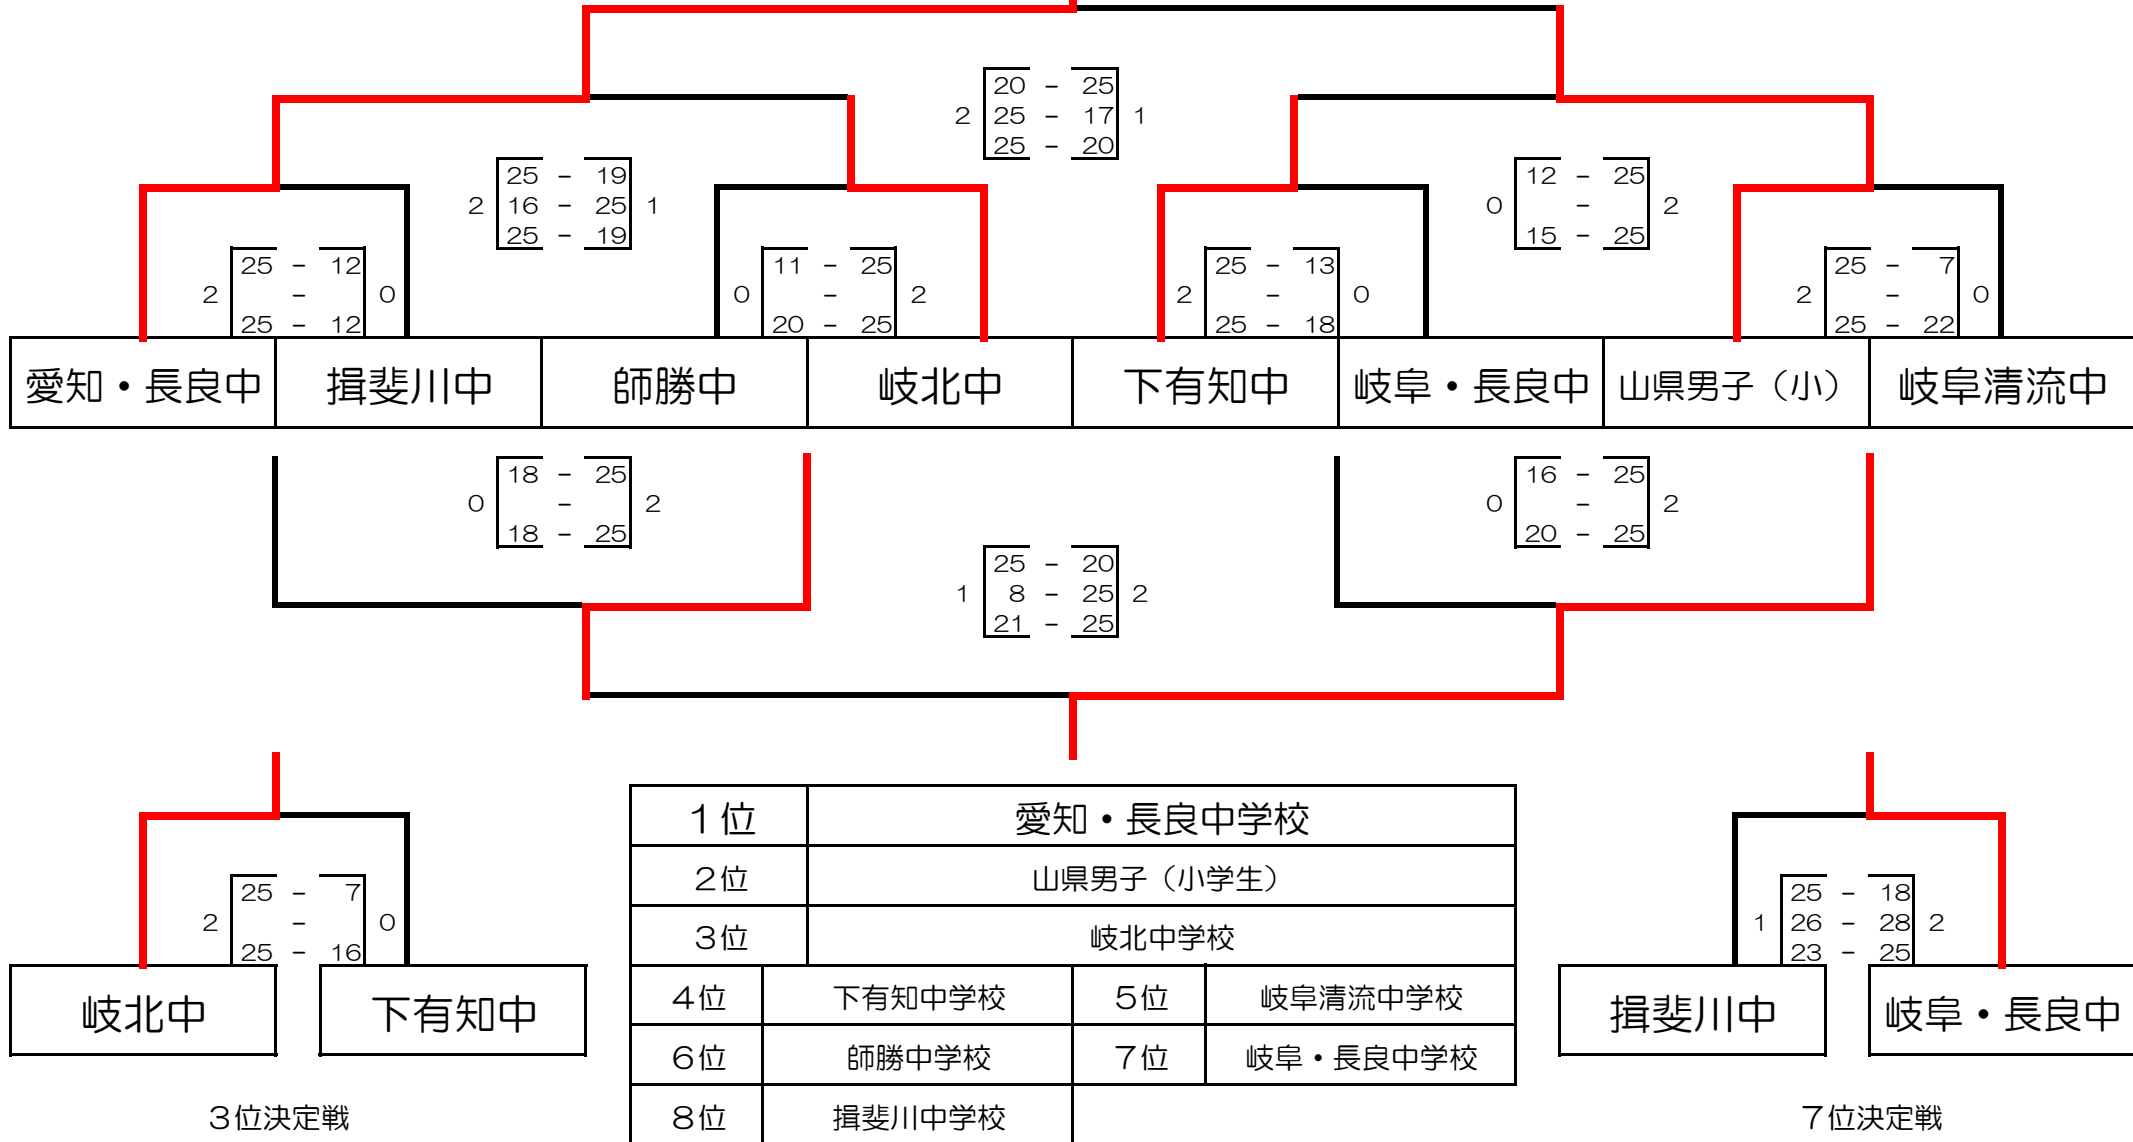 20 - 25
2 25 - 17 1
25 - 20
25 - 19
2 16 - 25 1
25 - 19
12 - 25
0 - 2
15 - 25
25 - 12
2 - 0
25 - 12
11 - 25
0 - 2
20 - 25
25 - 13
2 - 0
25 - 18
25 - 7
2 - 0
25 - 22
愛知・長良中 揖斐川中 師勝中 岐北中 下有知中 岐阜・長良中 山県男子（小） 岐阜清流中
18 - 25
0 - 2
18 - 25
16 - 25
0 - 2
20 - 25
25 - 20
1 8 - 25 2
21 - 25
25 - 7
2 - 0
25 - 16
岐北中 下有知中
3位決定戦
1位 愛知・長良中学校
2位 山県男子（小学生）
3位 岐北中学校
4位 下有知中学校 5位 岐阜清流中学校
6位 師勝中学校 7位 岐阜・長良中学校
8位 揖斐川中学校
25 - 18
1 26 - 28 2
23 - 25
揖斐川中 岐阜・長良中
7位決定戦